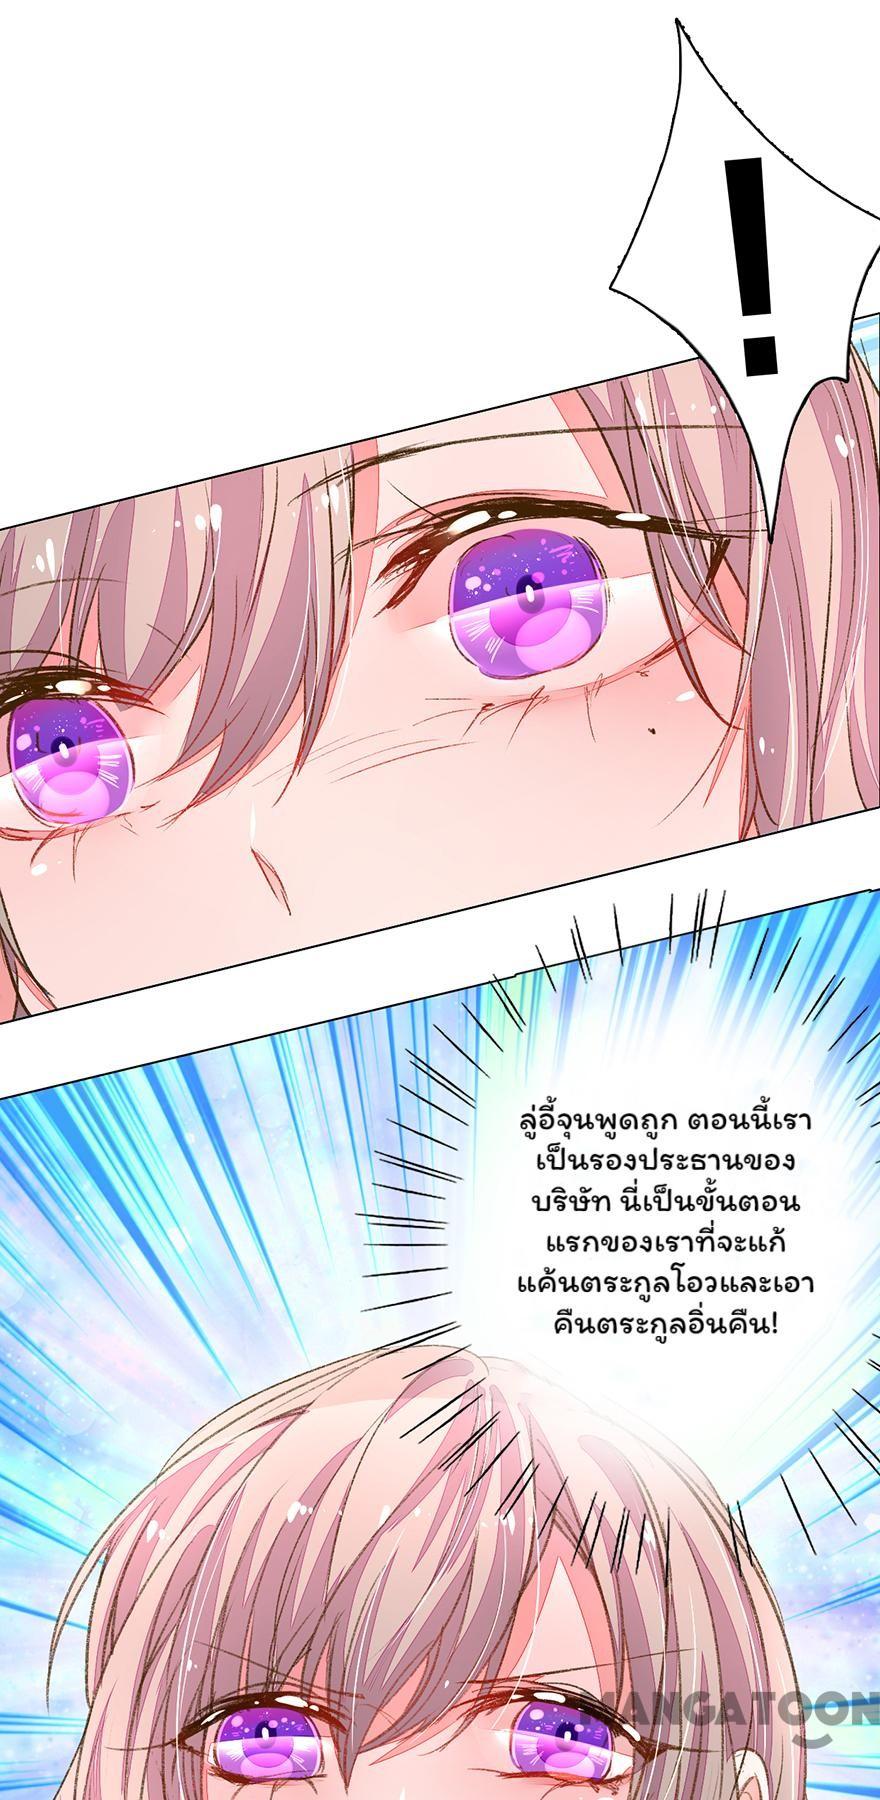 !
ลู่อี้จุนพูดถูก ตอนนี้เรา
เป็นรองประธานของ
บริษัท นี่เป็นขั้นตอน
แรกของเราที่จะแก้
แค้นตระกูลโอวและเอา
คืนตระกูลอิ่นคืน!
MANGATOON